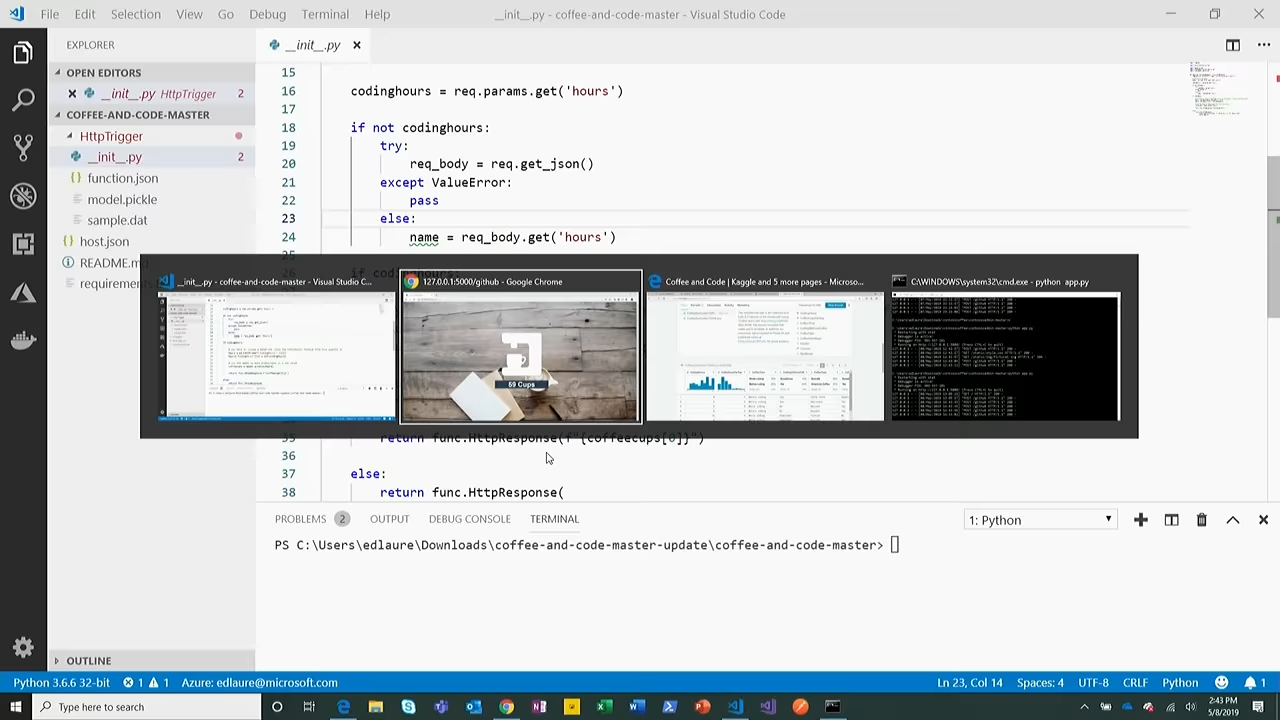 File Edit Selection View Go Debug Terminal Help
__init__.py - coffee-and-code-master - Visual Studio Code
EXPLORER
OPEN EDITORS
__init__.py HttpTrigger 2
COFFEE-AND-CODE-MASTER
HttpTrigger
__init__.py 2
function.json
model.pickle
sample.dat
host.json
README.m
OUTLINE
__init__.py
15
16 codinghours = req.params.get('hours')
17
18 if not codinghours:
19 try:
20 req_body = req.get_json()
21 except ValueError:
22 pass
23 else:
24 name = req_body.get('hours')
__init__.py - coffee-and-code-master - Visual Studio C...
127.0.0.1:5000/github - Google Chrome
59 Cups
Coffee and Code | Kaggle and 5 more pages - Microso...
C:\WINDOWS\system32\cmd.exe - python app.py
return func.HttpResponse(f"{coffeecups[0]}")
36
37 else:
38 return func.HttpResponse(
PROBLEMS 2 OUTPUT DEBUG CONSOLE TERMINAL
1: Python
PS C:\Users\edlaure\Downloads\coffee-and-code-master-update\coffee-and-code-master>
Python 3.6.6 32-bit 1 1 Azure: edlaure@microsoft.com
Ln 23, Col 14 Spaces: 4 UTF-8 CRLF Python 1
Type here to search
2:43 PM
5/8/2019